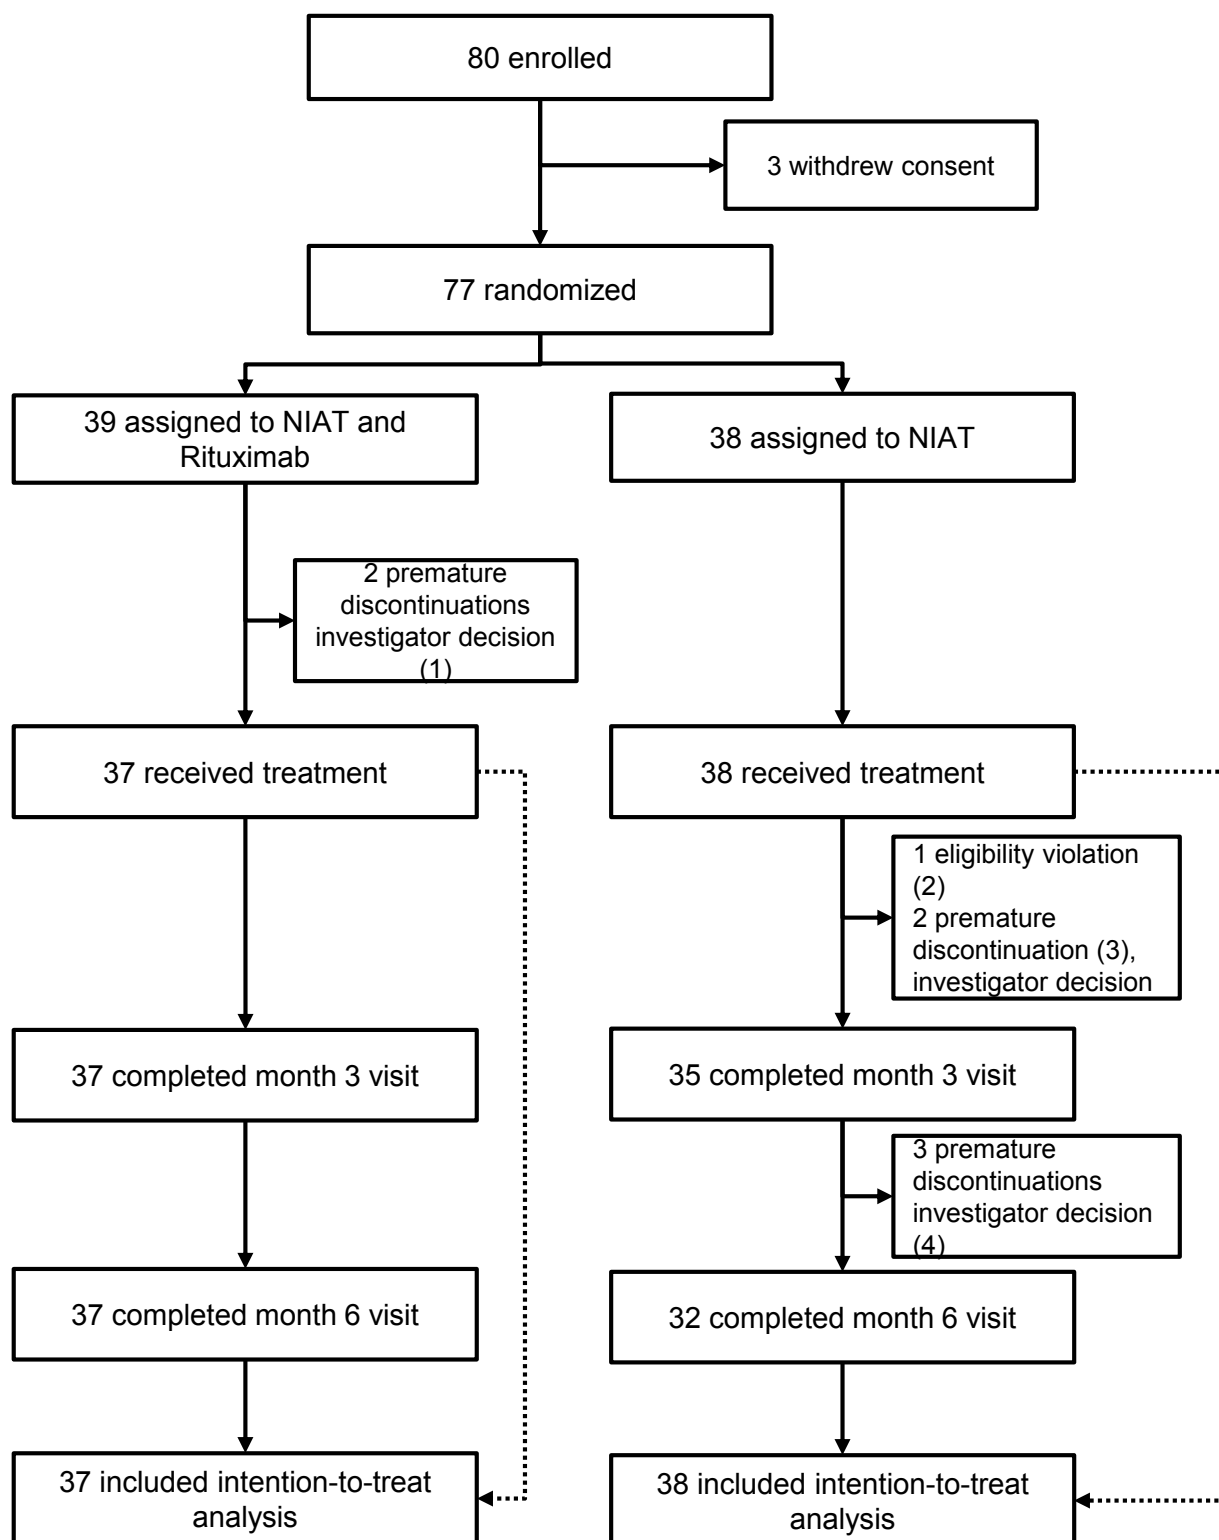 80 enrolled
3 withdrew consent
77 randomized
39 assigned to NIAT and
Rituximab
38 assigned to NIAT
2 premature
discontinuations
investigator decision
(1)
37 received treatment
38 received treatment
1 eligibility violation
(2)
2 premature
discontinuation (3),
investigator decision
37 completed month 3 visit
35 completed month 3 visit
3 premature
discontinuations
investigator decision
(4)
37 completed month 6 visit
32 completed month 6 visit
37 included intention-to-treat
analysis
38 included intention-to-treat
analysis